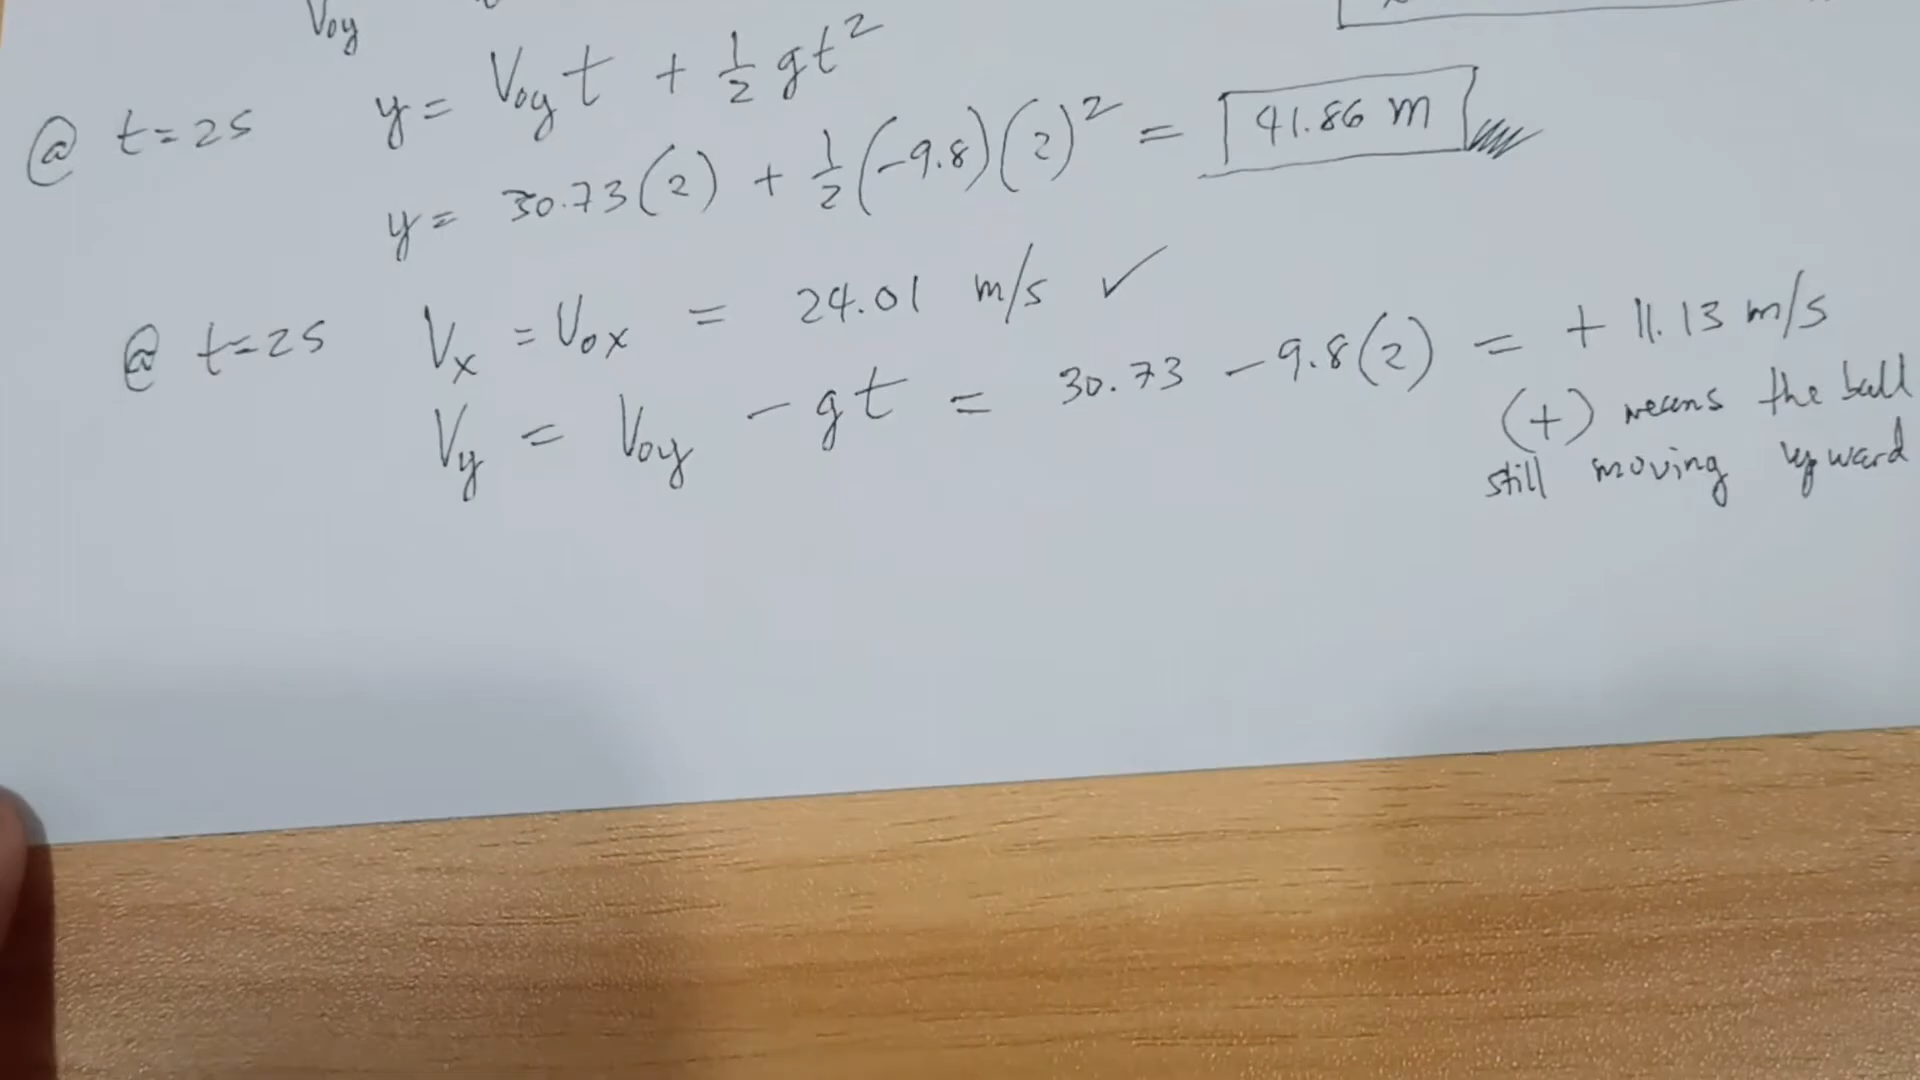 Voy
@ t=2s y = Voy t + 1/2 gt²
y = 30.73(2) + 1/2(-9.8)(2)² = 41.86 m
@ t=2s Vx = Vox = 24.01 m/s ✓
Vy = Voy - gt = 30.73 - 9.8(2) = + 11.13 m/s
(+) means the ball
still moving upward